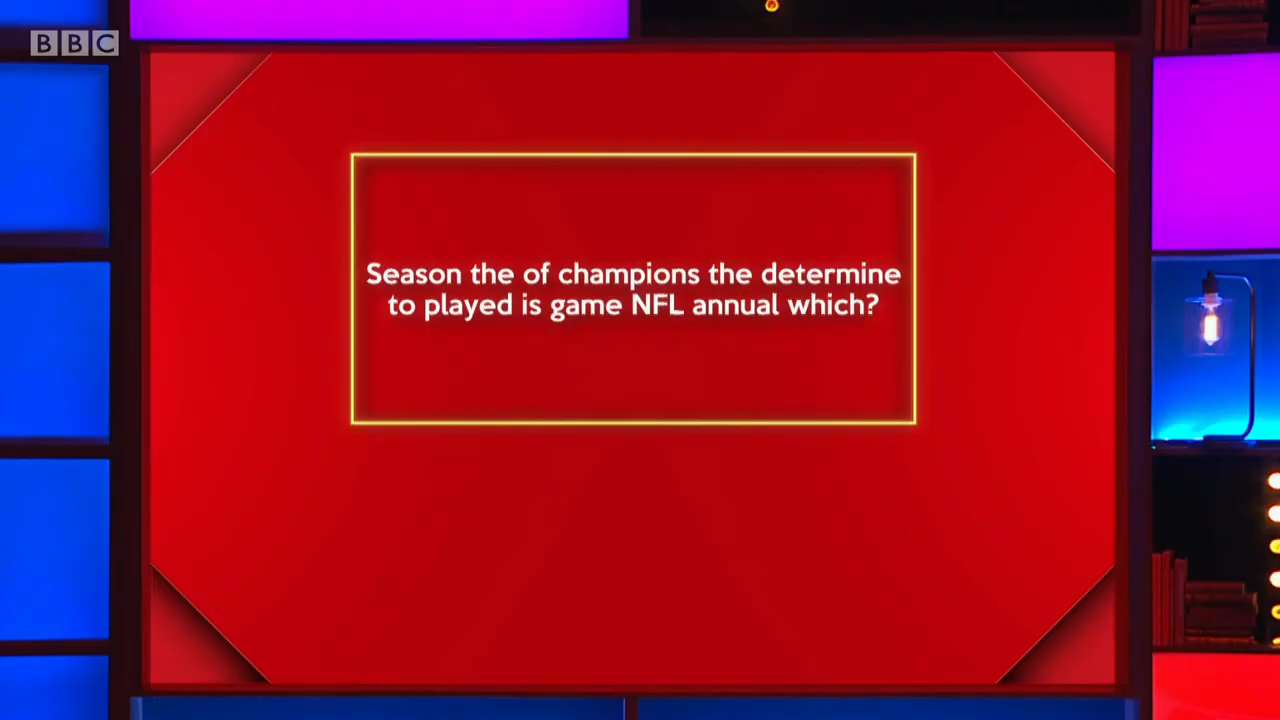 BBC
Season the of champions the determine
to played is game NFL annual which?